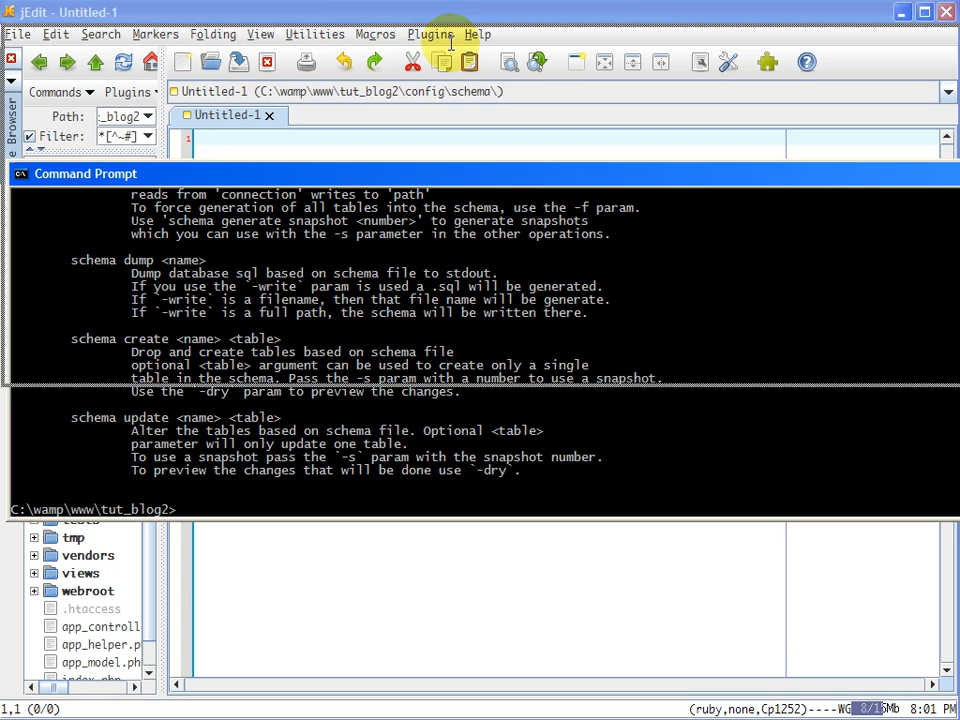 jEdit - Untitled-1
File Edit Search Markers Folding View Utilities Macros Plugins Help
Commands Plugins
Untitled-1 (C:\wamp\www\tut_blog2\config\schema\)
Path: :_blog2
Untitled-1
Filter: *[^~#]
1
Command Prompt
reads from 'connection' writes to 'path'
To force generation of all tables into the schema, use the -f param.
Use 'schema generate snapshot <number>' to generate snapshots
which you can use with the -s parameter in the other operations.
schema dump <name>
Dump database sql based on schema file to stdout.
If you use the `-write` param is used a .sql will be generated.
If `-write` is a filename, then that file name will be generate.
If `-write` is a full path, the schema will be written there.
schema create <name> <table>
Drop and create tables based on schema file
optional <table> argument can be used to create only a single
table in the schema. Pass the -s param with a number to use a snapshot.
Use the `-dry` param to preview the changes.
schema update <name> <table>
Alter the tables based on schema file. Optional <table>
parameter will only update one table.
To use a snapshot pass the `-s` param with the snapshot number.
To preview the changes that will be done use `-dry`.
C:\wamp\www\tut_blog2>
tests
tmp
vendors
views
webroot
.htaccess
app_controll
app_helper.p
app_model.ph
index.php
1,1 (0/0)
(ruby,none,Cp1252)----WG 8/15Mb 8:01 PM